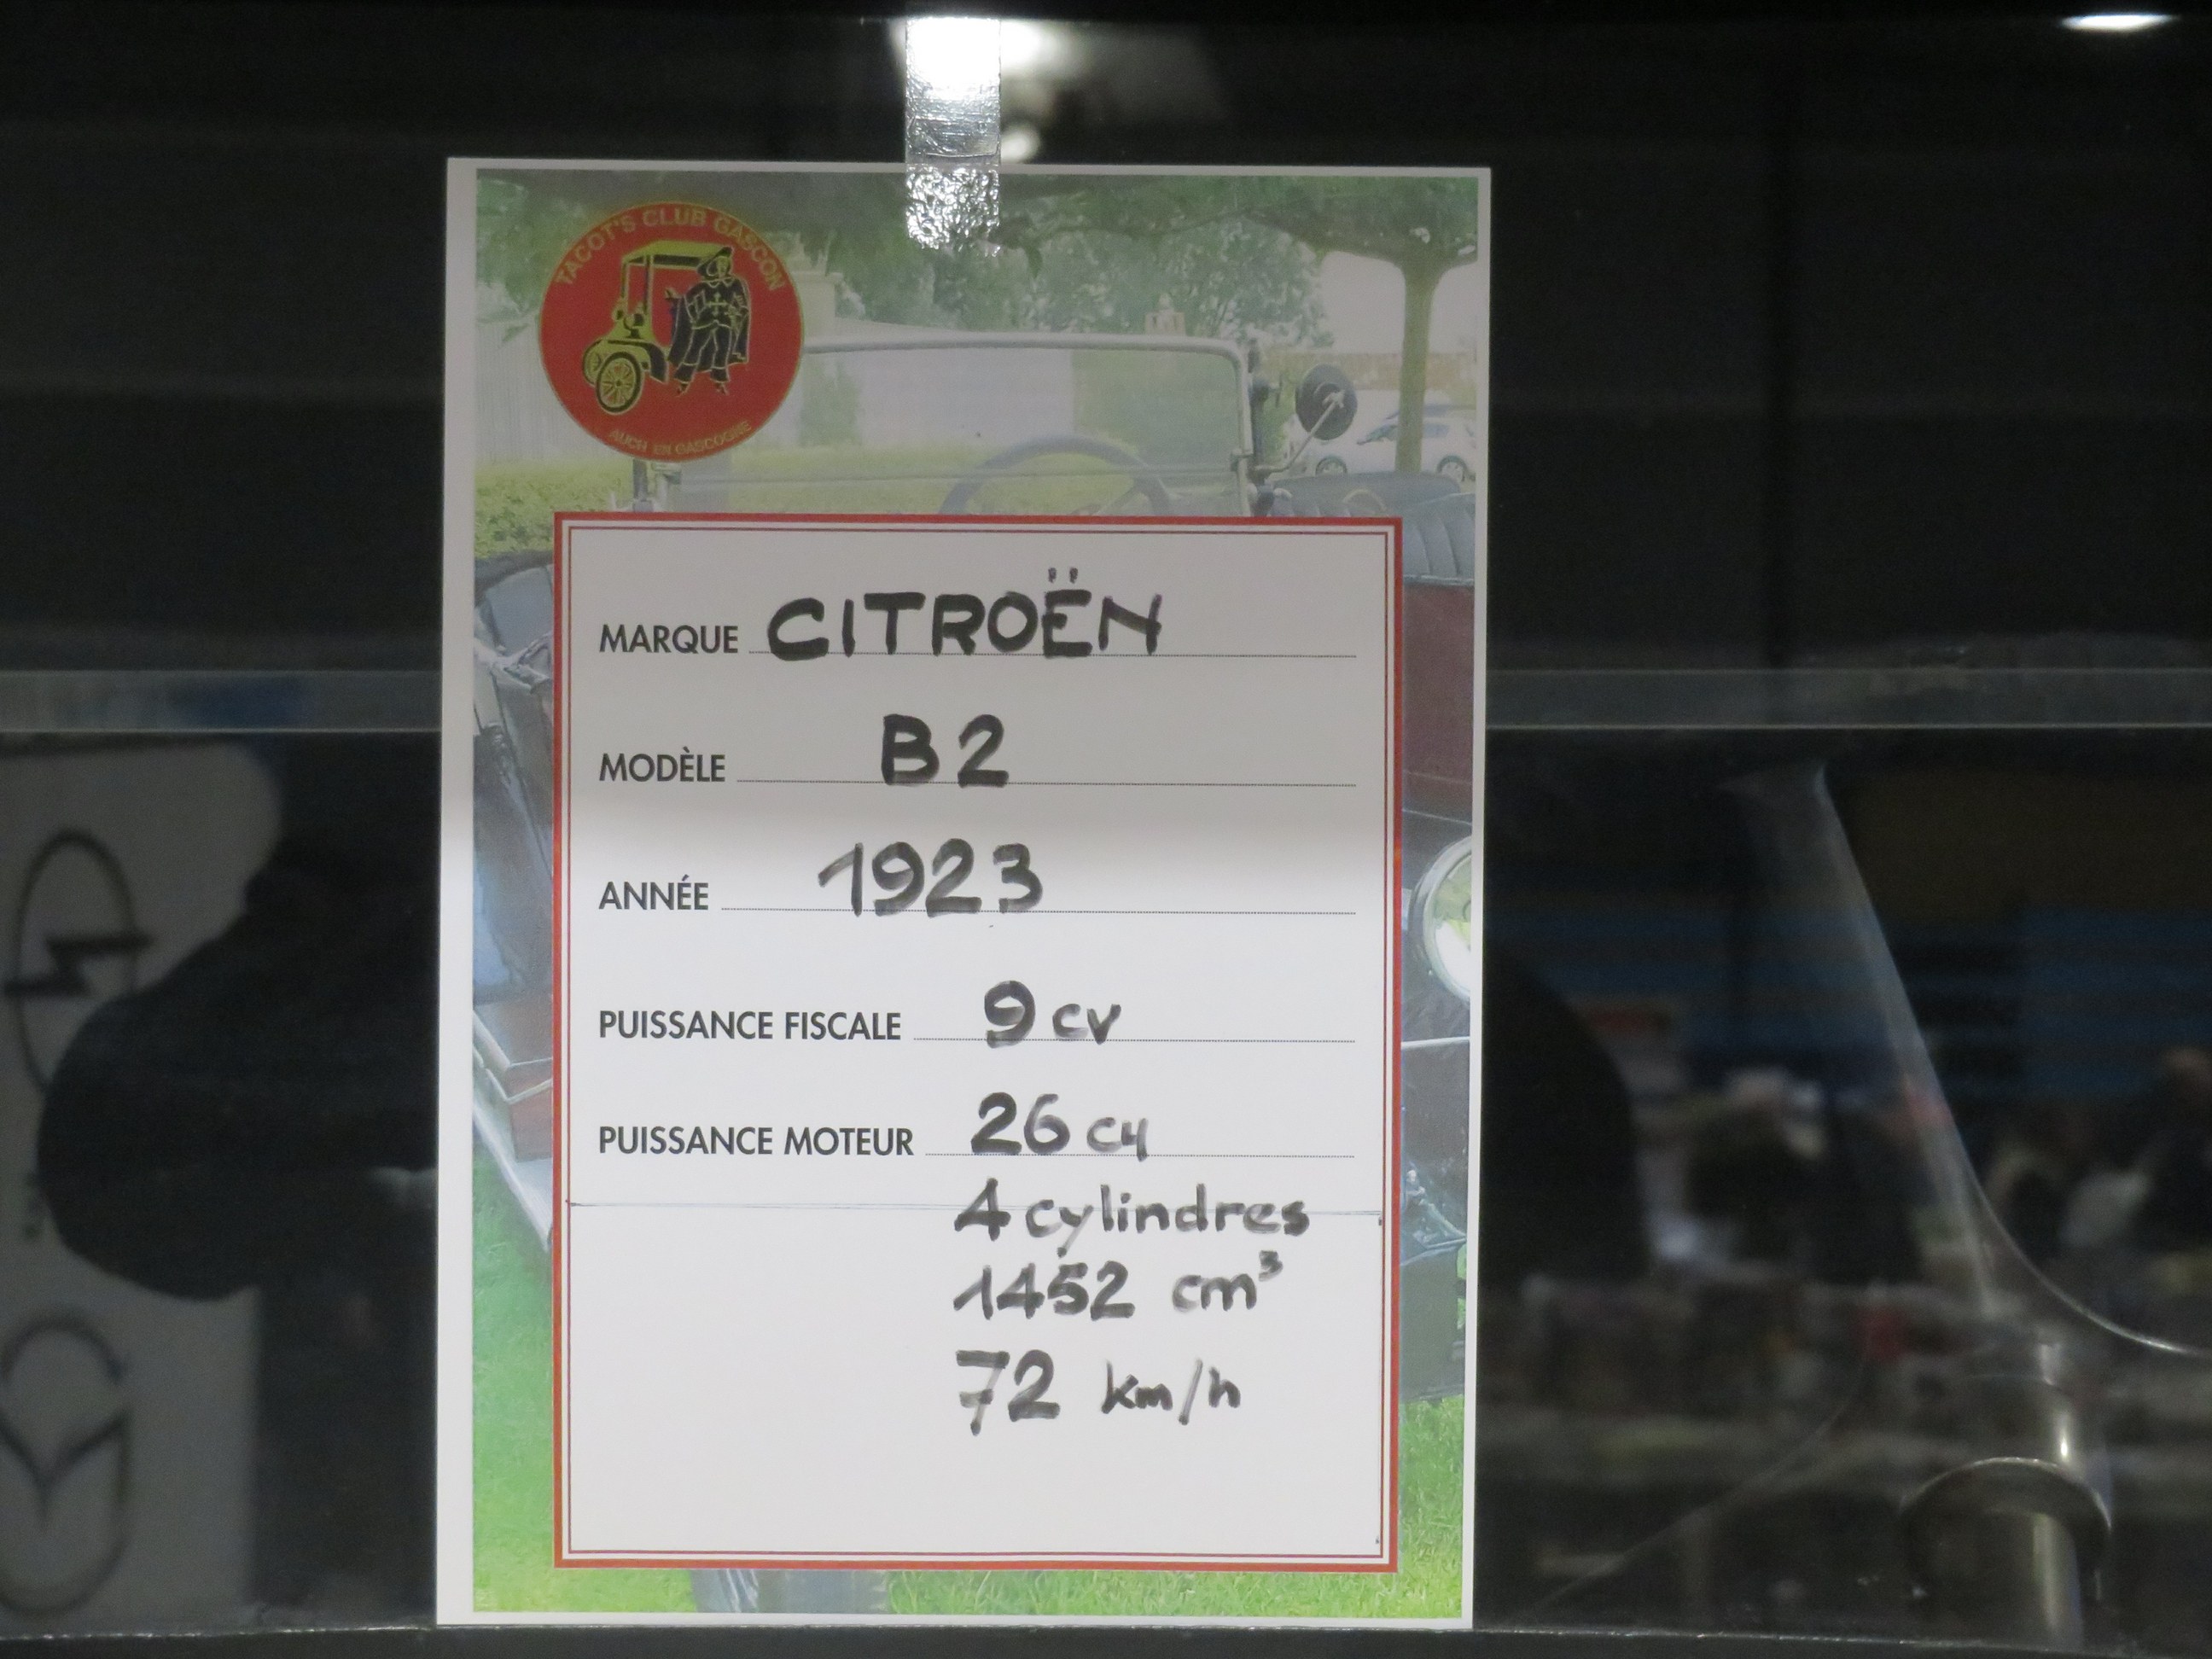 TACOT'S CLUB GASCON
AUCH EN GASCOGNE
MARQUE CITROËN
MODÈLE B2
ANNÉE 1923
PUISSANCE FISCALE 9 cv
PUISSANCE MOTEUR 26 cv
4 cylindres
1452 cm³
72 km/h